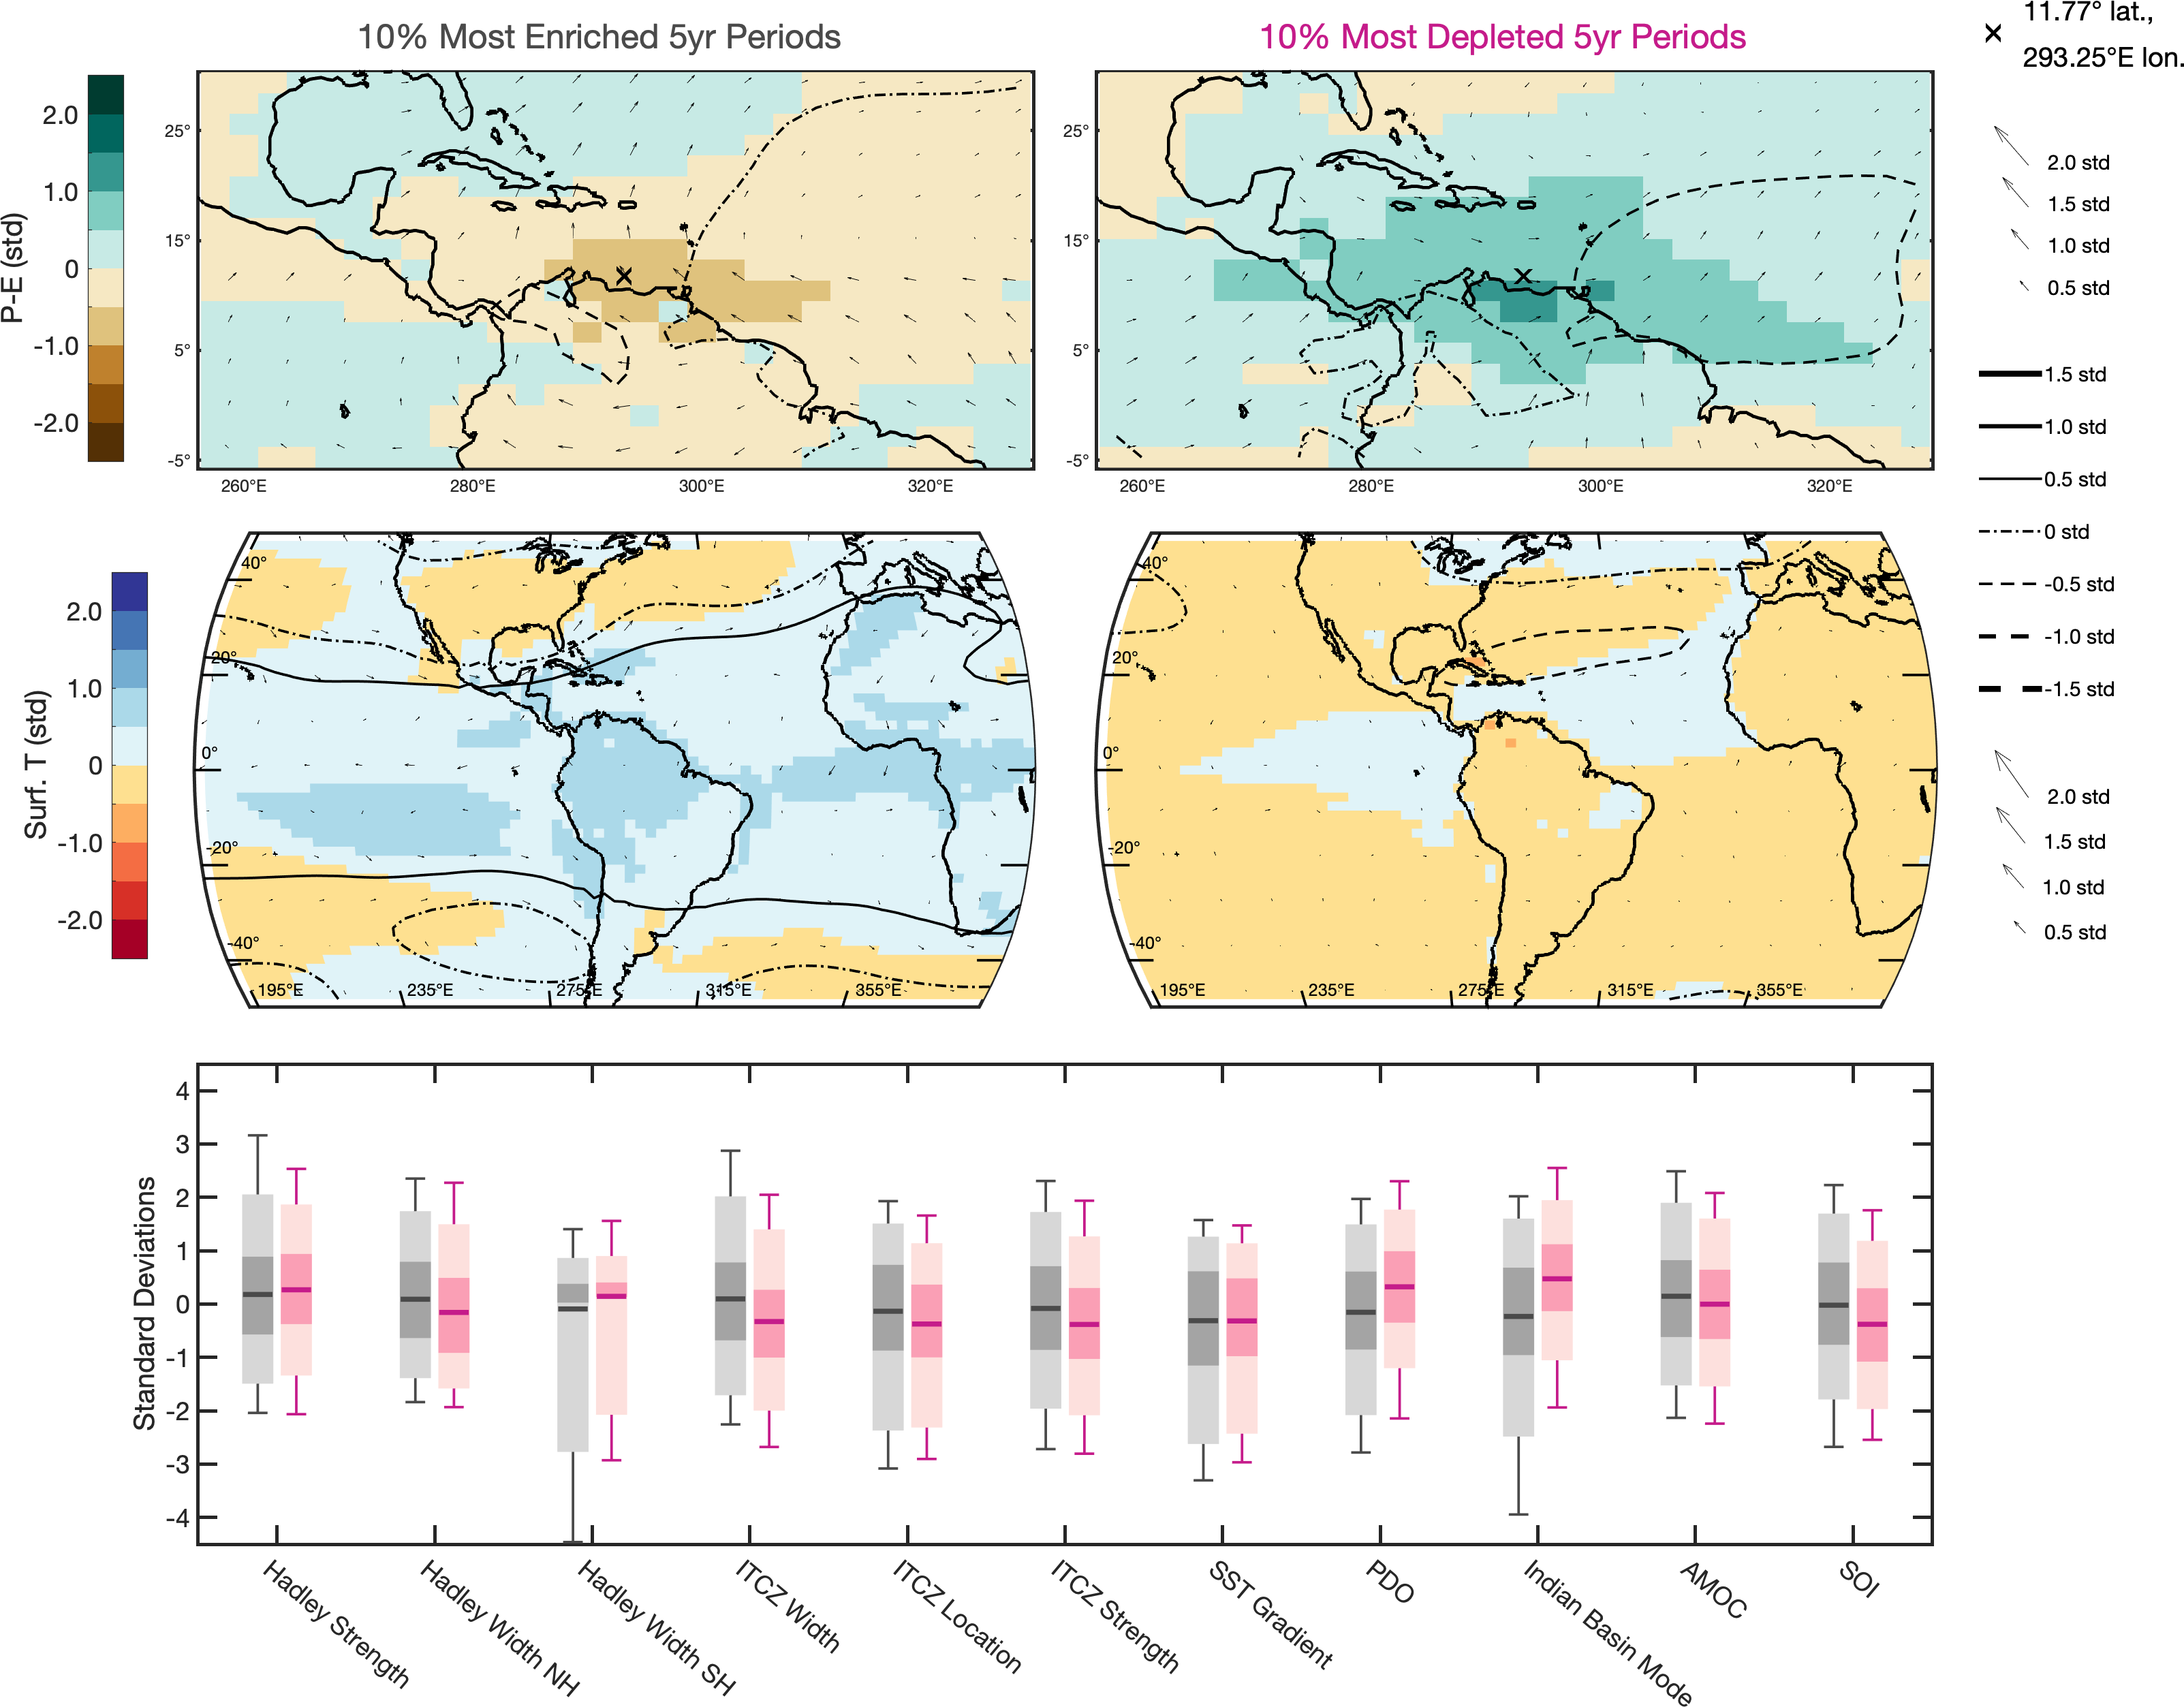 10% Most Enriched 5yr Periods
10% Most Depleted 5yr Periods
11.77° lat.,
293.25°E lon.
P-E (std)
2.0
1.0
0
-1.0
-2.0
25°
15°
5°
-5°
260°E
280°E
300°E
320°E
25°
15°
5°
-5°
260°E
280°E
300°E
320°E
2.0 std
1.5 std
1.0 std
0.5 std
1.5 std
1.0 std
0.5 std
0 std
-0.5 std
-1.0 std
-1.5 std
Surf. T (std)
2.0
1.0
0
-1.0
-2.0
40°
20°
0°
-20°
-40°
195°E
235°E
275°E
315°E
355°E
40°
20°
0°
-20°
-40°
195°E
235°E
275°E
315°E
355°E
2.0 std
1.5 std
1.0 std
0.5 std
Standard Deviations
4
3
2
1
0
-1
-2
-3
-4
Hadley Strength
Hadley Width NH
Hadley Width SH
ITCZ Width
ITCZ Location
ITCZ Strength
SST Gradient
PDO
Indian Basin Mode
AMOC
SOI